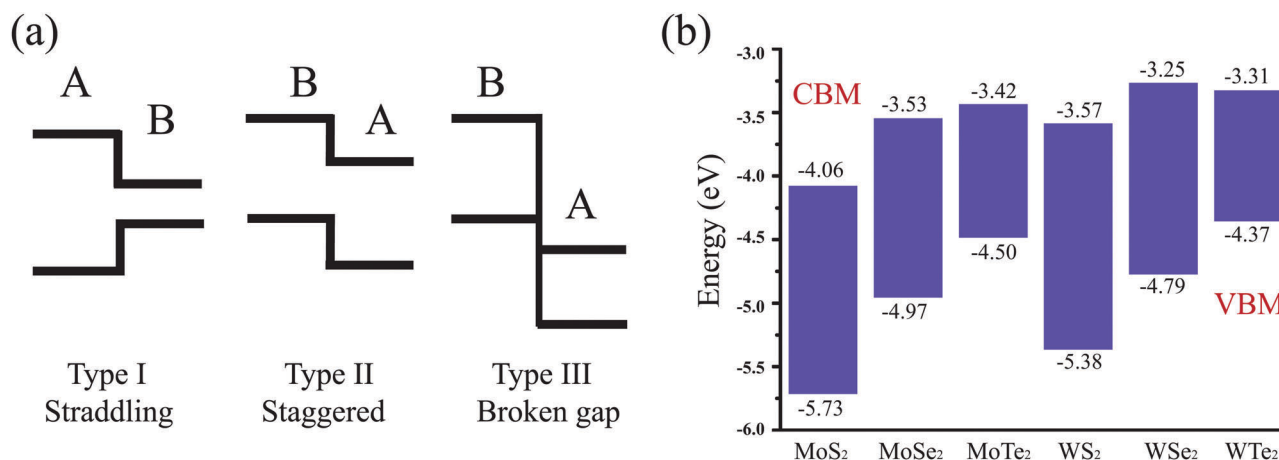 (a)
A
B
Type I
Straddling
B
A
Type II
Staggered
B
A
Type III
Broken gap
(b)
Energy (eV)
-3.0
-3.5
-4.0
-4.5
-5.0
-5.5
-6.0
CBM
VBM
-4.06
-5.73
-3.53
-4.97
-3.42
-4.50
-3.57
-5.38
-3.25
-4.79
-3.31
-4.37
MoS₂
MoSe₂
MoTe₂
WS₂
WSe₂
WTe₂